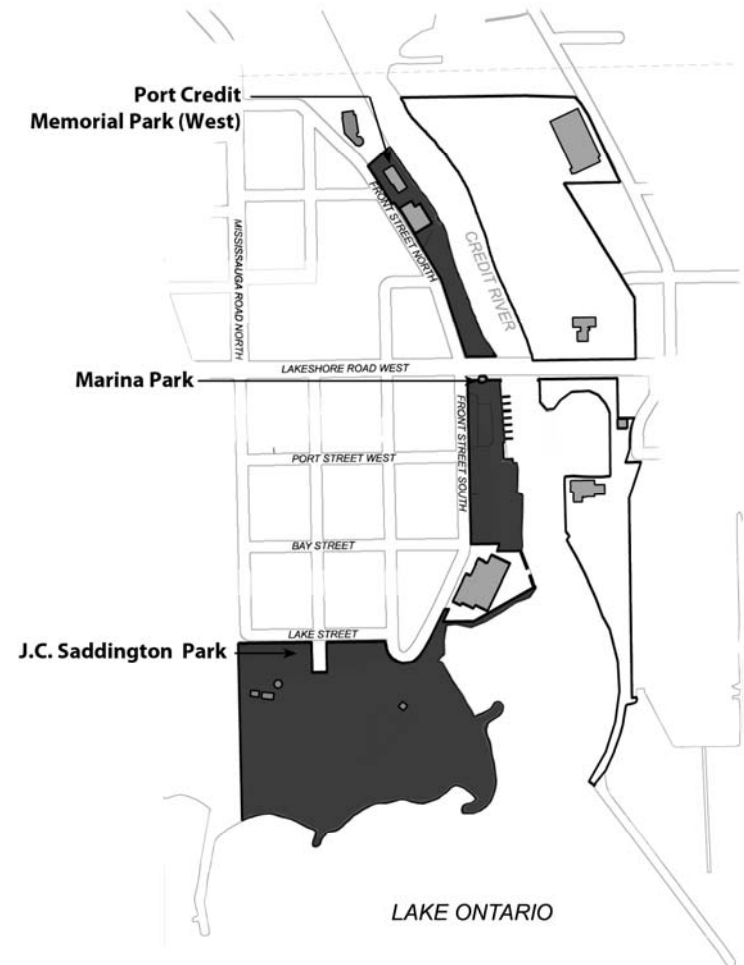 Port Credit
Memorial Park (West)
FRONT STREET NORTH
MISSISSAUGA ROAD NORTH
CREDIT RIVER
LAKESHORE ROAD WEST
Marina Park
FRONT STREET SOUTH
PORT STREET WEST
BAY STREET
LAKE STREET
J.C. Saddington Park
LAKE ONTARIO